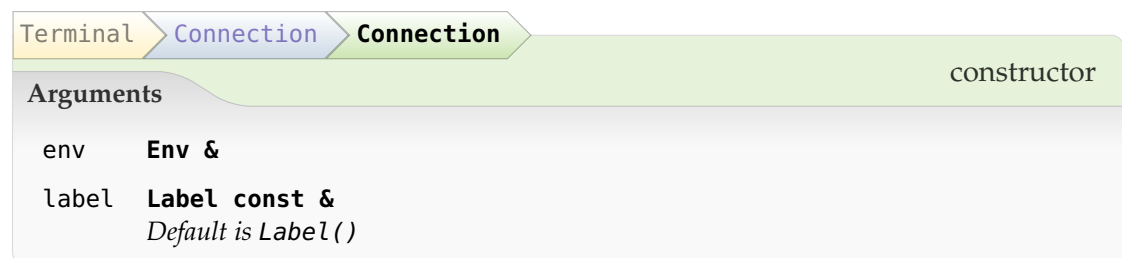 Terminal Connection Connection
constructor
Arguments
env Env &
label Label const &
Default is Label()